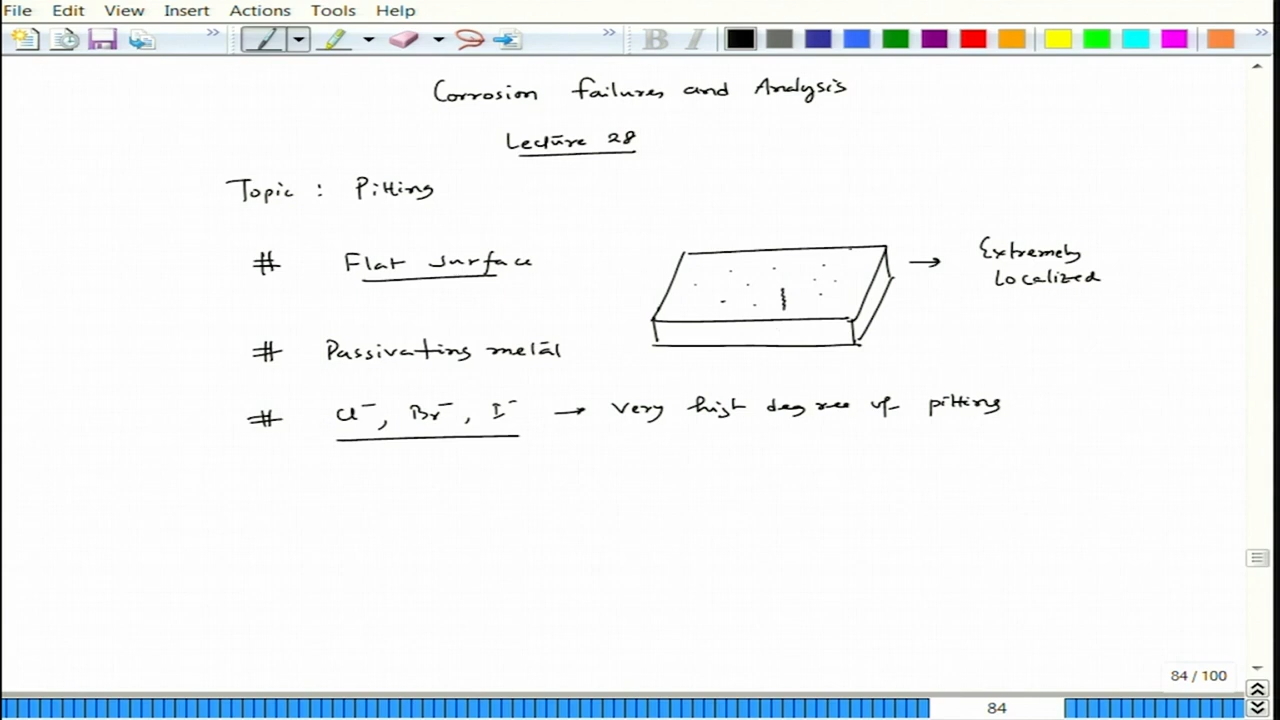 File Edit View Insert Actions Tools Help
B I
Corrosion failures and Analysis
Lecture 28
Topic : Pitting
# Flat surface
Extremely
Localized
# Passivating metal
# Cl⁻, Br⁻, I⁻ → Very high degree of pitting
84 / 100
84